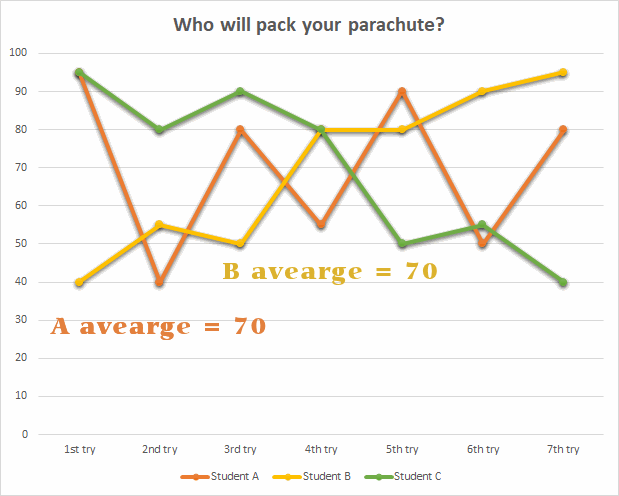 Who will pack your parachute?
100
90
80
70
60
50
40
30
20
10
0
B avearge = 70
A avearge = 70
1st try 2nd try 3rd try 4th try 5th try 6th try 7th try
Student A Student B Student C